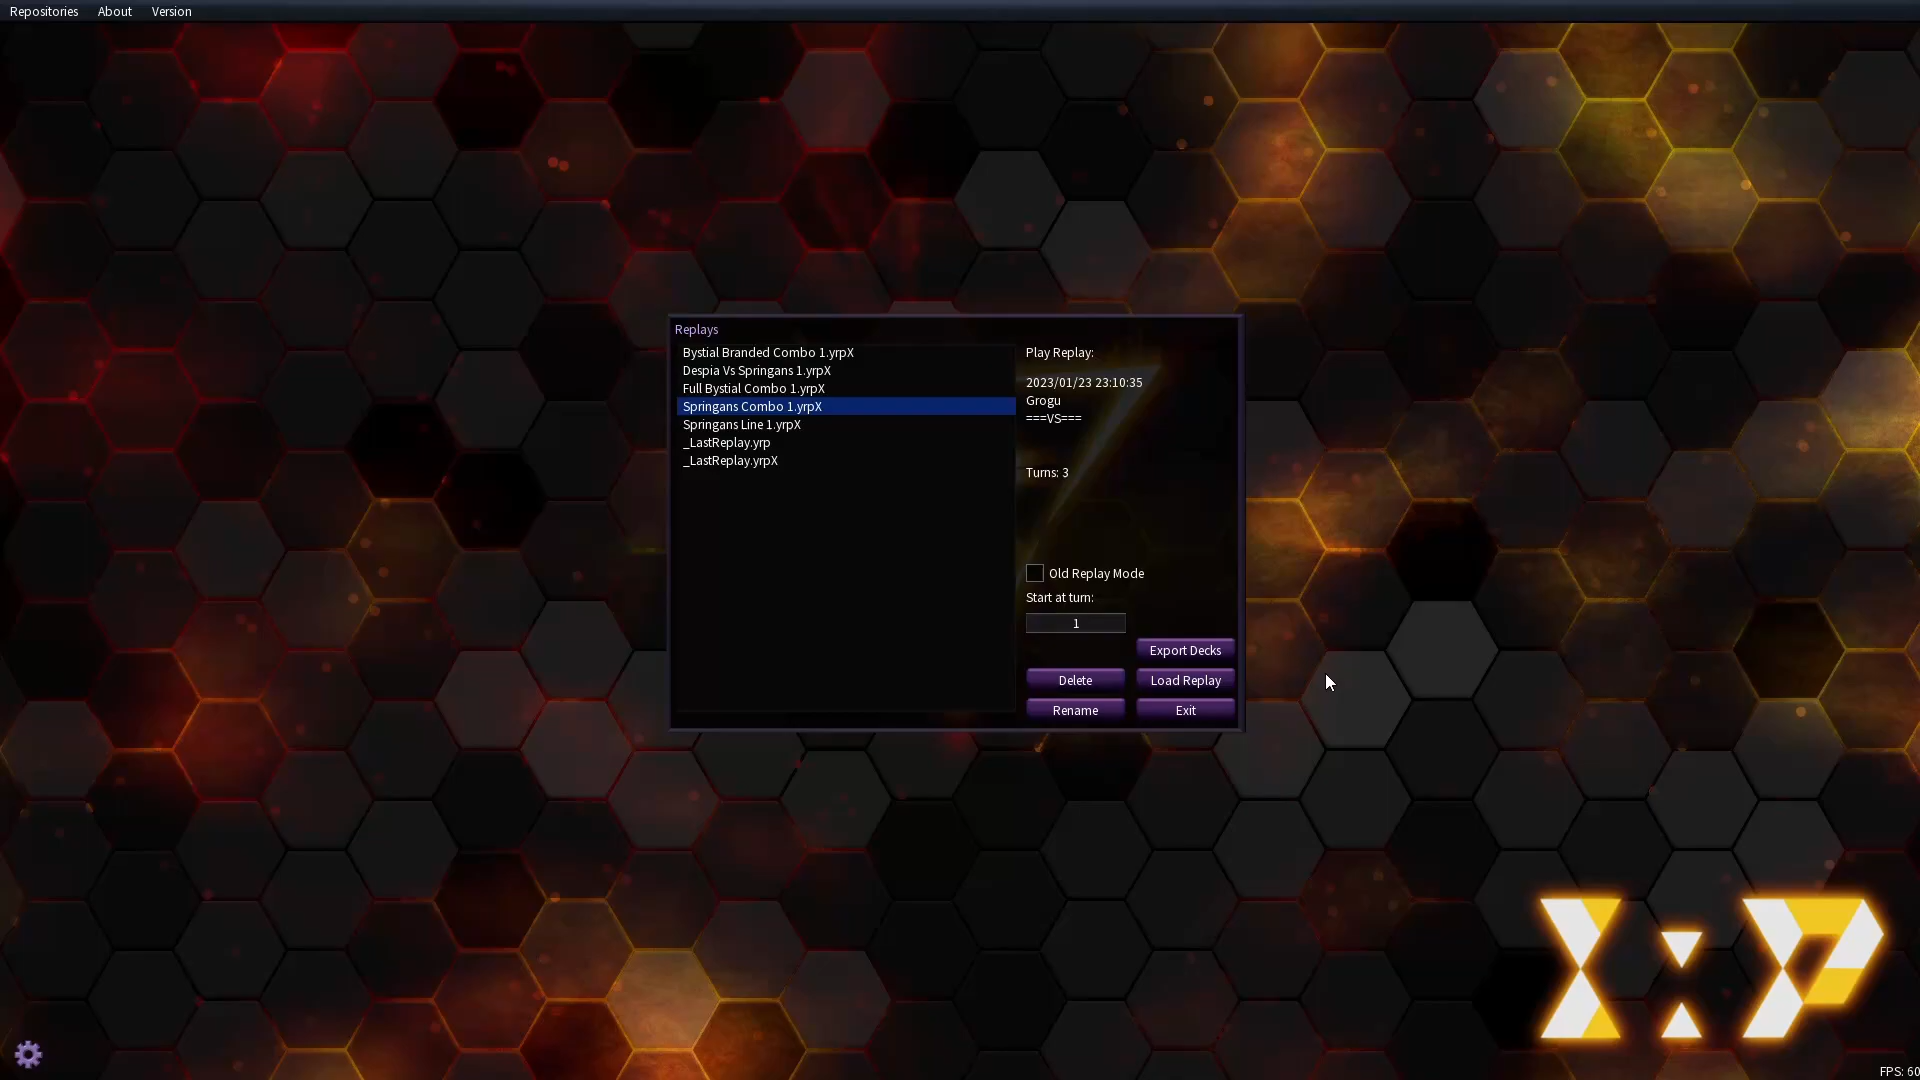 Repositories About Version
Replays
Bystial Branded Combo 1.yrpX
Despia Vs Springans 1.yrpX
Full Bystial Combo 1.yrpX
Springans Combo 1.yrpX
Springans Line 1.yrpX
_LastReplay.yrp
_LastReplay.yrpX
Play Replay:
2023/01/23 23:10:35
Grogu
===VS===
Turns: 3
Old Replay Mode
Start at turn:
1
Export Decks
Delete Load Replay
Rename Exit
X:P
FPS: 60